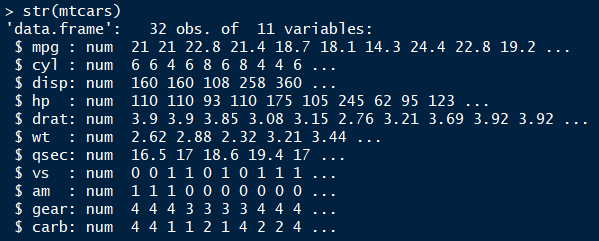 > str(mtcars)
'data.frame':   32 obs. of  11 variables:
 $ mpg : num  21 21 22.8 21.4 18.7 18.1 14.3 24.4 22.8 19.2 ...
 $ cyl : num  6 6 4 6 8 6 8 4 4 6 ...
 $ disp: num  160 160 108 258 360 ...
 $ hp  : num  110 110 93 110 175 105 245 62 95 123 ...
 $ drat: num  3.9 3.9 3.85 3.08 3.15 2.76 3.21 3.69 3.92 3.92 ...
 $ wt  : num  2.62 2.88 2.32 3.21 3.44 ...
 $ qsec: num  16.5 17 18.6 19.4 17 ...
 $ vs  : num  0 0 1 1 0 1 0 1 1 1 ...
 $ am  : num  1 1 1 0 0 0 0 0 0 0 ...
 $ gear: num  4 4 4 3 3 3 3 4 4 4 ...
 $ carb: num  4 4 1 1 2 1 4 2 2 4 ...